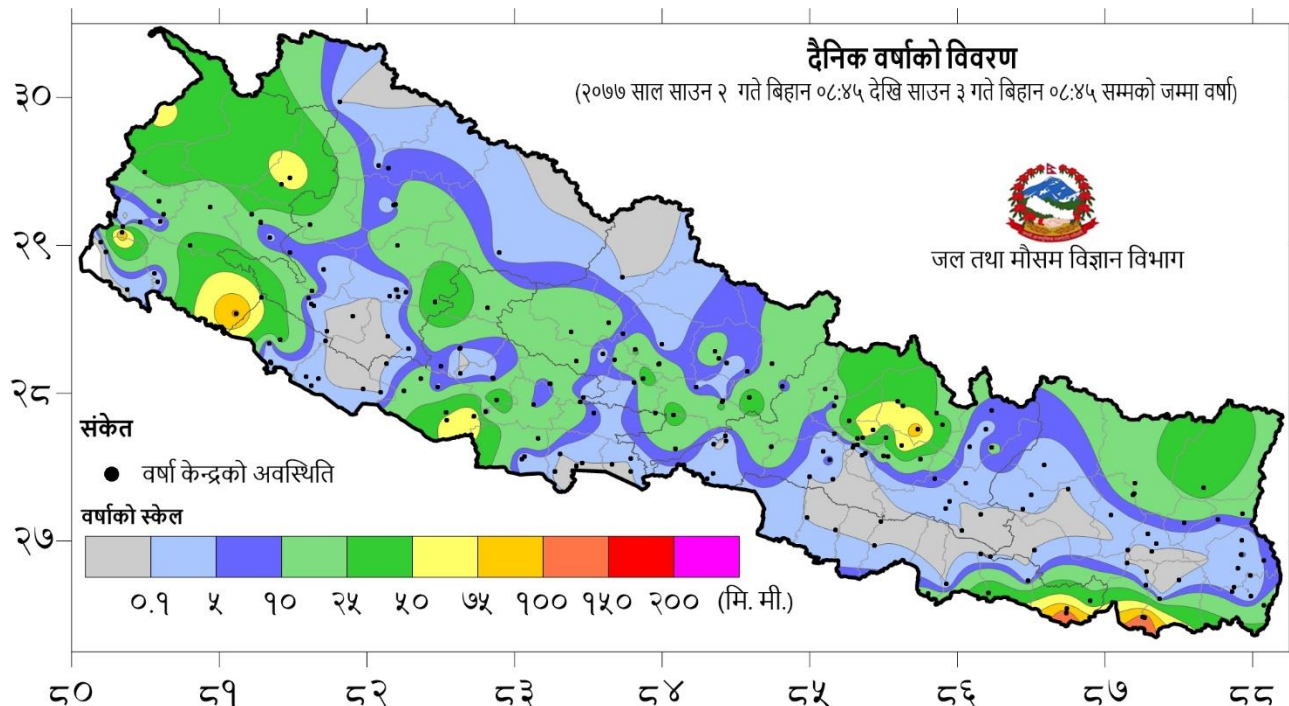 दैनिक वर्षाको विवरण
(२०७७ साल साउन २ गते बिहान ०८:४५ देखि साउन ३ गते बिहान ०८:४५ सम्मको जम्मा वर्षा)
जल तथा मौसम विज्ञान विभाग
३०
२९
२८
२७
संकेत
वर्षा केन्द्रको अवस्थिति
वर्षाको स्केल
०.१ ५ १० २५ ५० ७५ १०० १५० २०० (मि. मी.)
८० ८१ ८२ ८३ ८४ ८५ ८६ ८७ ८८